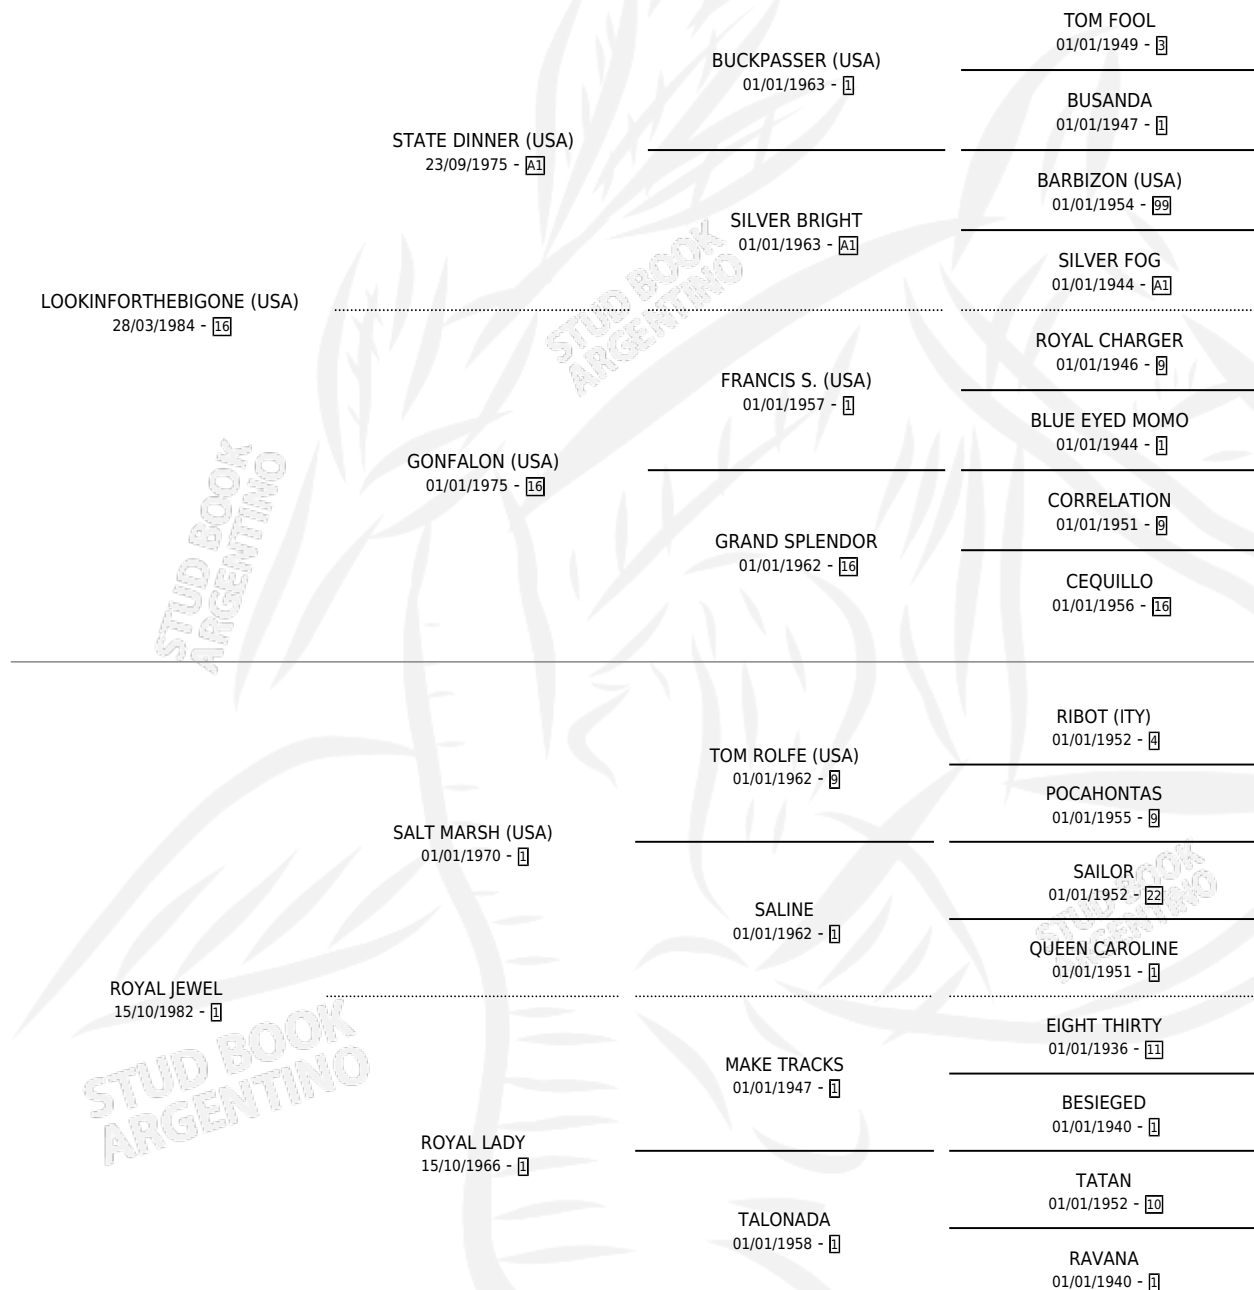 TOM FOOL
01/01/1949 - 3
BUCKPASSER (USA)
01/01/1963 - 1
BUSANDA
01/01/1947 - 1
STATE DINNER (USA)
23/09/1975 - A1
BARBIZON (USA)
01/01/1954 - 99
SILVER BRIGHT
01/01/1963 - A1
SILVER FOG
01/01/1944 - A1
LOOKINFORTHEBIGONE (USA)
28/03/1984 - 16
STUD BOOK
ARGENTINO
ROYAL CHARGER
01/01/1946 - 9
FRANCIS S. (USA)
01/01/1957 - 1
BLUE EYED MOMO
01/01/1944 - 1
GONFALON (USA)
01/01/1975 - 16
CORRELATION
01/01/1951 - 9
GRAND SPLENDOR
01/01/1962 - 16
CEQUILLO
01/01/1956 - 16
STUD BOOK
ARGENTINO
RIBOT (ITY)
01/01/1952 - 4
TOM ROLFE (USA)
01/01/1962 - 9
POCAHONTAS
01/01/1955 - 9
SALT MARSH (USA)
01/01/1970 - 1
SAILOR
01/01/1952 - 22
SALINE
01/01/1962 - 1
STUD BOOK
ARGENTINO
QUEEN CAROLINE
01/01/1951 - 1
ROYAL JEWEL
15/10/1982 - 1
EIGHT THIRTY
01/01/1936 - 11
MAKE TRACKS
01/01/1947 - 1
STUD BOOK
ARGENTINO
BESIEGED
01/01/1940 - 1
ROYAL LADY
15/10/1966 - 1
TATAN
01/01/1952 - 10
TALONADA
01/01/1958 - 1
RAVANA
01/01/1940 - 1